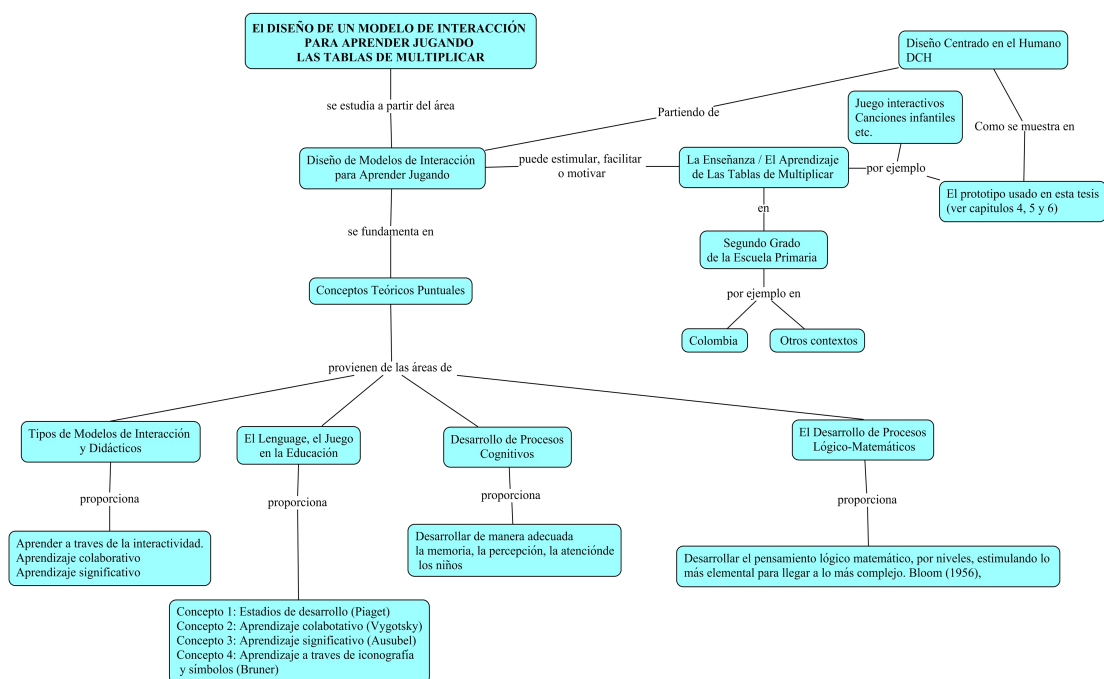 El DISEÑO DE UN MODELO DE INTERACCIÓN
PARA APRENDER JUGANDO
LAS TABLAS DE MULTIPLICAR
Diseño Centrado en el Humano
DCH
se estudia a partir del área
Partiendo de
Juego interactivos
Canciones infantiles
etc.
Como se muestra en
Diseño de Modelos de Interacción
para Aprender Jugando
puede estimular, facilitar
o motivar
La Enseñanza / El Aprendizaje
de Las Tablas de Multiplicar
por ejemplo
El prototipo usado en esta tesis
(ver capitulos 4, 5 y 6)
en
se fundamenta en
Segundo Grado
de la Escuela Primaria
Conceptos Teóricos Puntuales
por ejemplo en
Colombia
Otros contextos
provienen de las áreas de
Tipos de Modelos de Interacción
y Didácticos
El Lenguage, el Juego
en la Educación
Desarrollo de Procesos
Cognitivos
El Desarrollo de Procesos
Lógico-Matemáticos
proporciona
proporciona
proporciona
proporciona
Aprender a traves de la interactividad.
Aprendizaje colaborativo
Aprendizaje significativo
Desarrollar de manera adecuada
la memoria, la percepción, la atenciónde
los niños
Desarrollar el pensamiento lógico matemático, por niveles, estimulando lo
más elemental para llegar a lo más complejo. Bloom (1956),
Concepto 1: Estadios de desarrollo (Piaget)
Concepto 2: Aprendizaje colabotativo (Vygotsky)
Concepto 3: Aprendizaje significativo (Ausubel)
Concepto 4: Aprendizaje a traves de iconografía
y símbolos (Bruner)